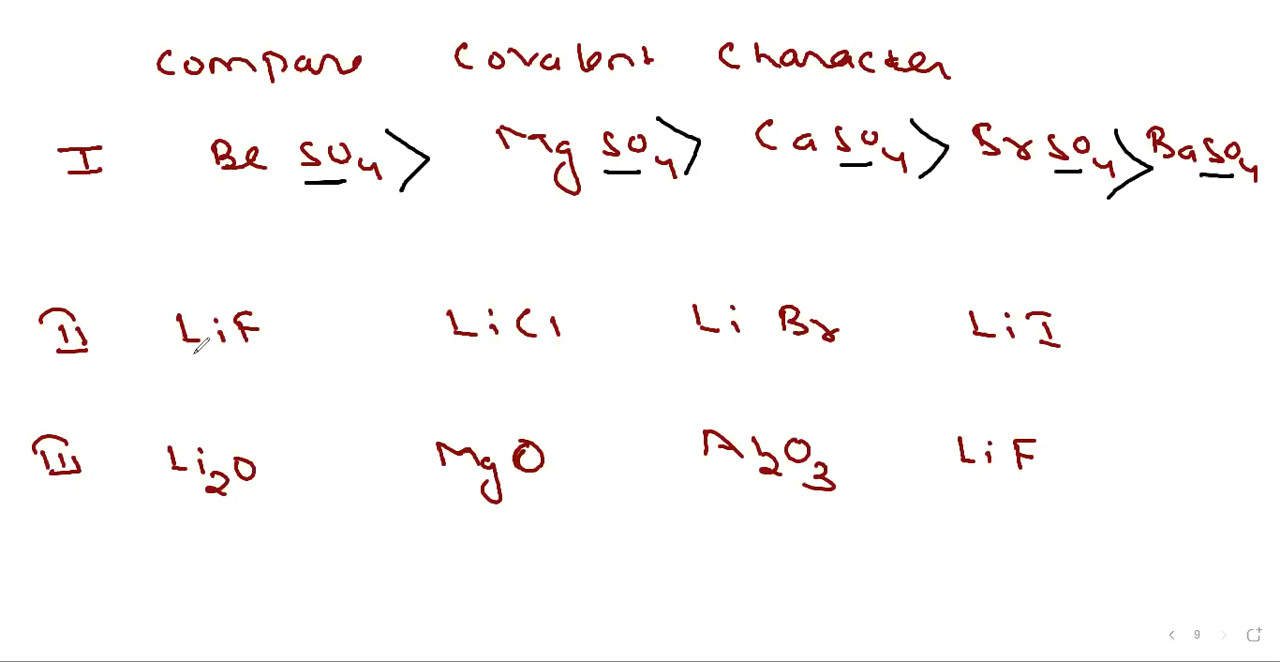 Compare Covalent Character
I BeSO4 > MgSO4 > CaSO4 > SrSO4 > BaSO4
II LiF LiCl LiBr LiI
III Li2O MgO Al2O3 LiF
< 9 >